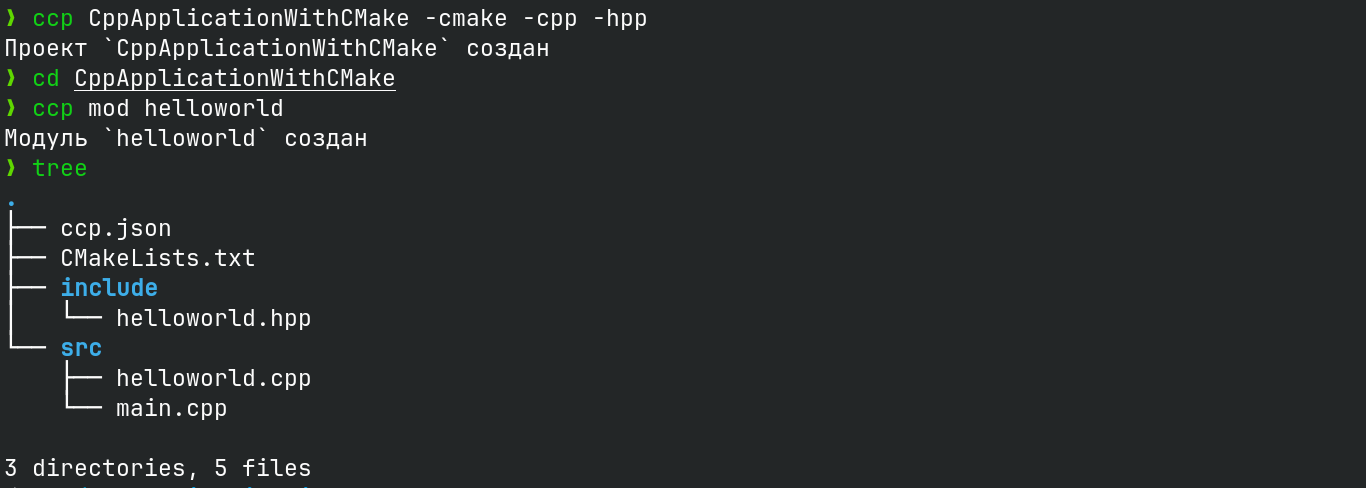 ❯ ccp CppApplicationWithCMake -cmake -cpp -hpp
Проект `CppApplicationWithCMake` создан
❯ cd CppApplicationWithCMake
❯ ccp mod helloworld
Модуль `helloworld` создан
❯ tree
.
├── ccp.json
├── CMakeLists.txt
├── include
│   └── helloworld.hpp
└── src
    ├── helloworld.cpp
    └── main.cpp
3 directories, 5 files